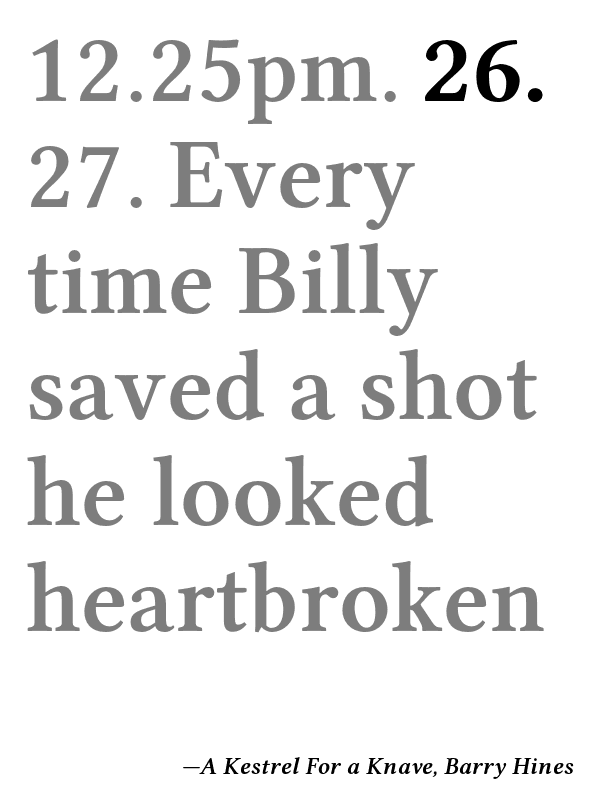 12.25pm. 26.
27. Every
time Billy
saved a shot
he looked
heartbroken
—A Kestrel For a Knave, Barry Hines